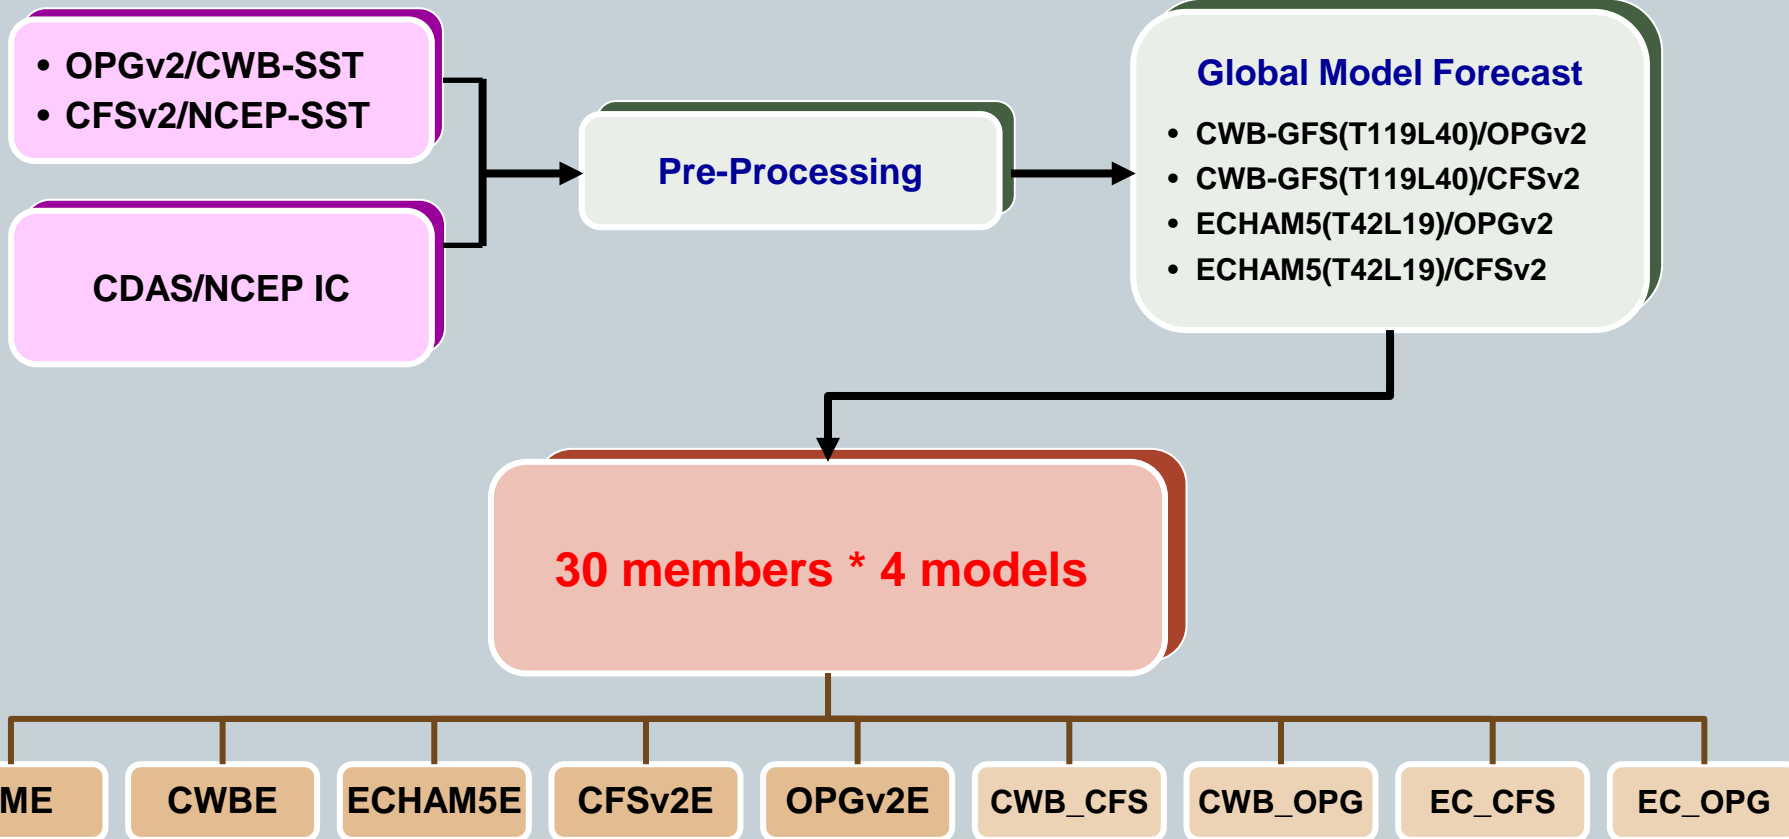 • OPGv2/CWB-SST
• CFSv2/NCEP-SST
CDAS/NCEP IC
Pre-Processing
Global Model Forecast
• CWB-GFS(T119L40)/OPGv2
• CWB-GFS(T119L40)/CFSv2
• ECHAM5(T42L19)/OPGv2
• ECHAM5(T42L19)/CFSv2
30 members * 4 models
ME CWBE ECHAM5E CFSv2E OPGv2E CWB_CFS CWB_OPG EC_CFS EC_OPG